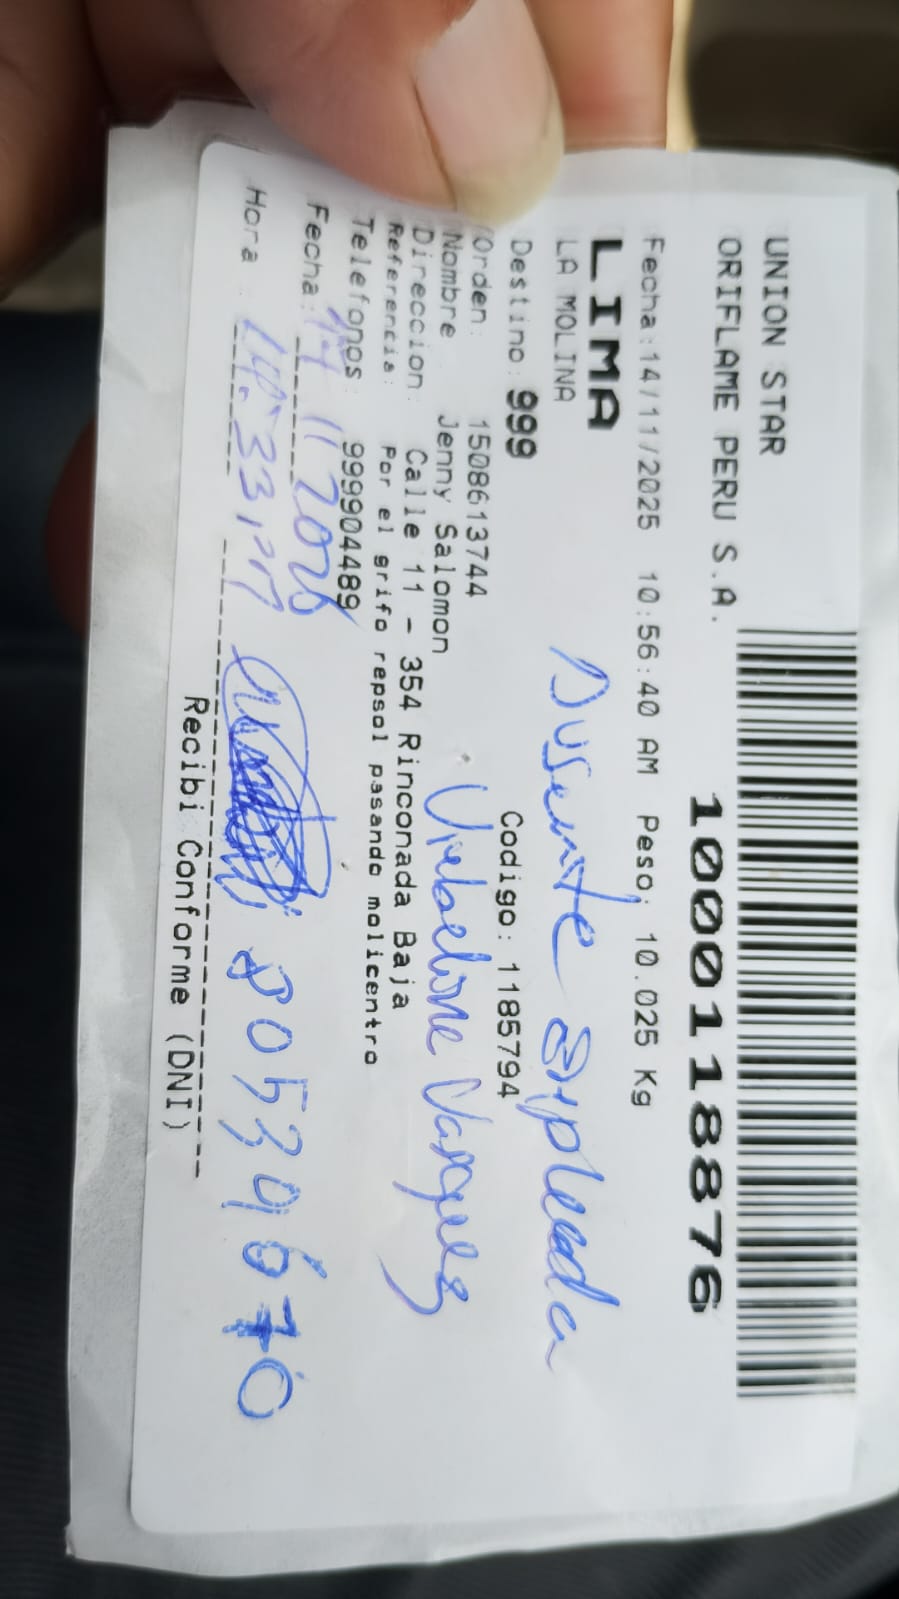 UNION STAR
ORIFLAME PERU S.A.
1000118876
Fecha:14/11/2025 10:56:40 AM Peso: 10.025 Kg
LIMA
LA MOLINA
Ausente Empleada
Destino: 999 Codigo: 1185794
Orden: 1508613744
Nombre Jenny Salomon
Vasquez
Direccion: Calle 11 - 354 Rinconada Baja
Referencia: Por el grifo repsol pasando molicentro
Telefonos: 999904489
Fecha: 14 11 2025
Hora :
Recibi Conforme (DNI)